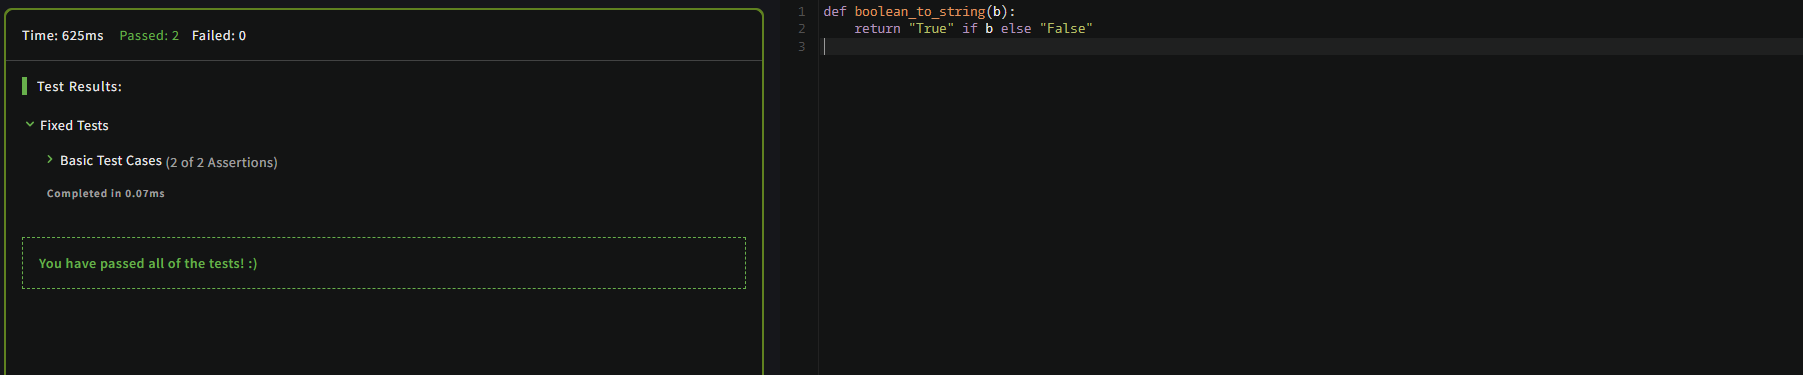 Time: 625ms Passed: 2 Failed: 0
Test Results:
Fixed Tests
Basic Test Cases (2 of 2 Assertions)
Completed in 0.07ms
You have passed all of the tests! :)
1 def boolean_to_string(b):
2     return "True" if b else "False"
3